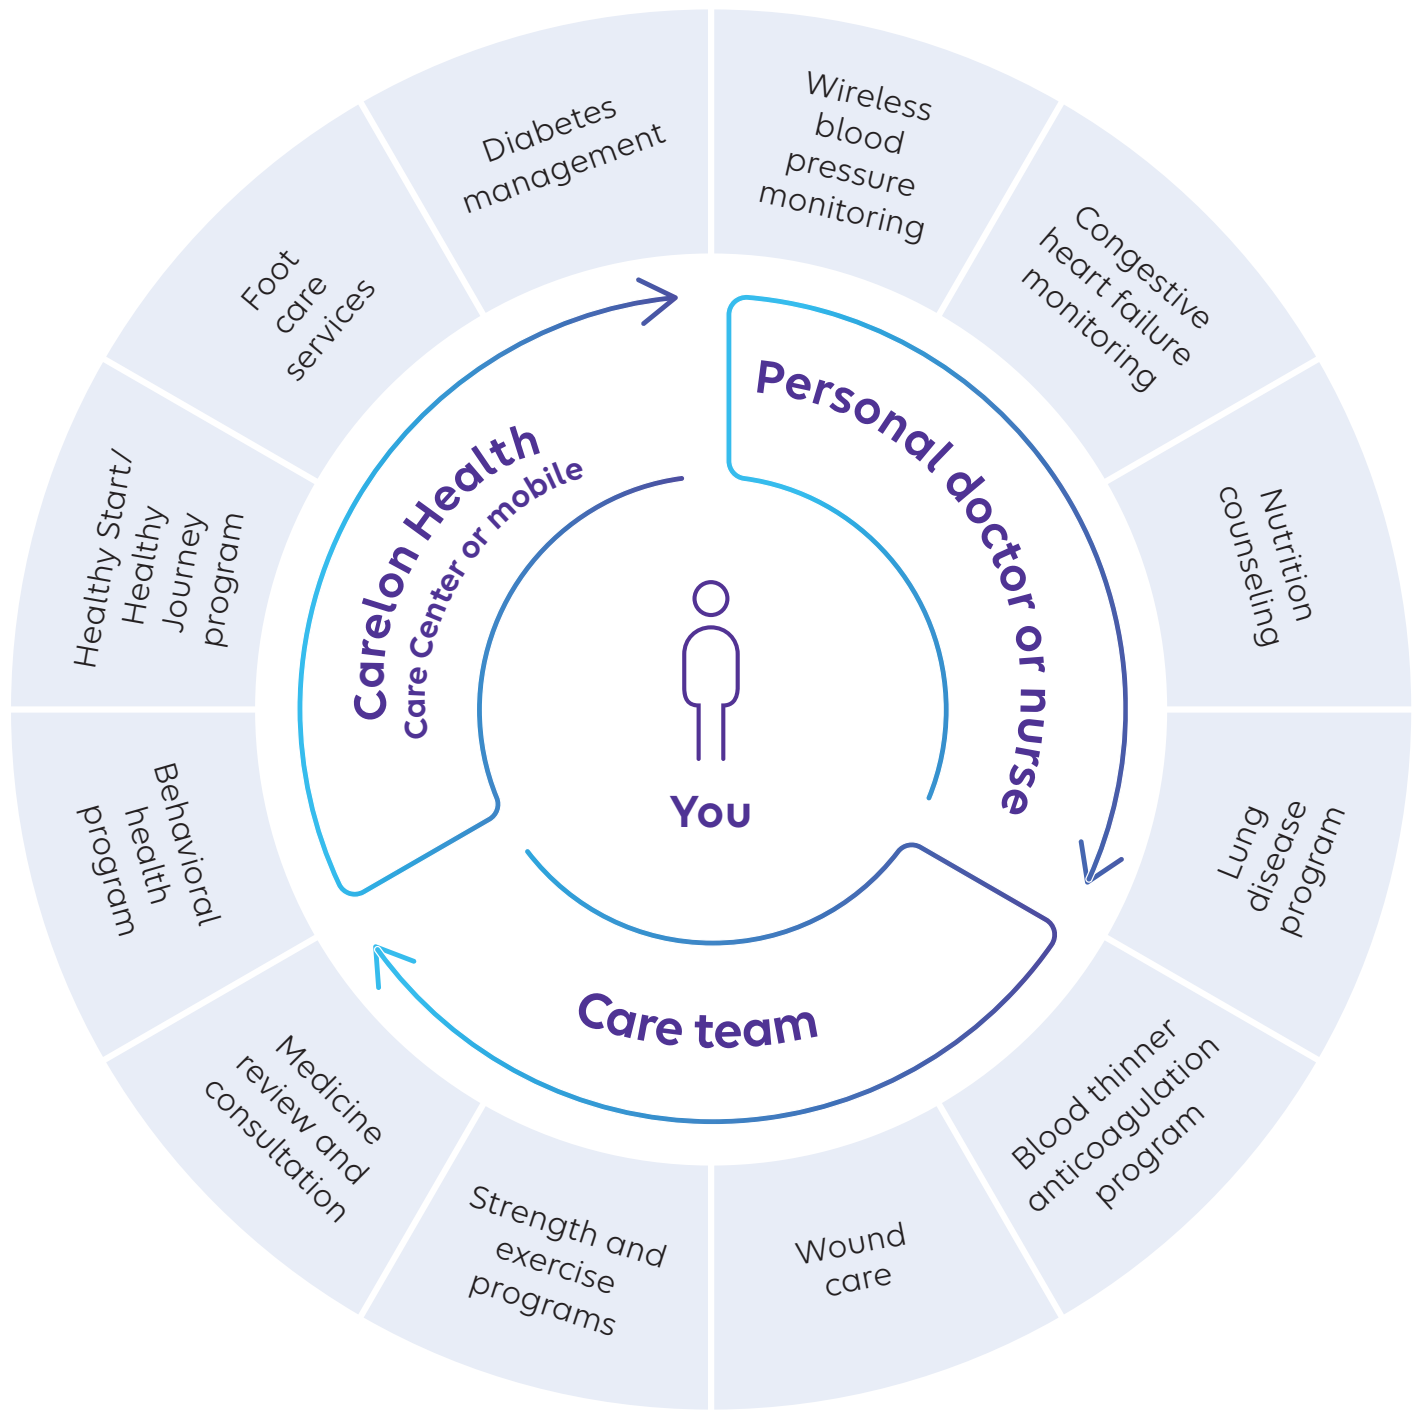 Wireless
blood
pressure
monitoring
Congestive
heart failure
monitoring
Nutrition
counseling
Lung
disease
program
Blood thinner
anticoagulation
program
Wound
care
Strength and
exercise
programs
Medicine
review and
consultation
Behavioral
health
program
Healthy Start/
Healthy
Journey
program
Foot
care
services
Diabetes
management
Personal doctor or nurse
Care team
Carelon Health
Care Center or mobile
You